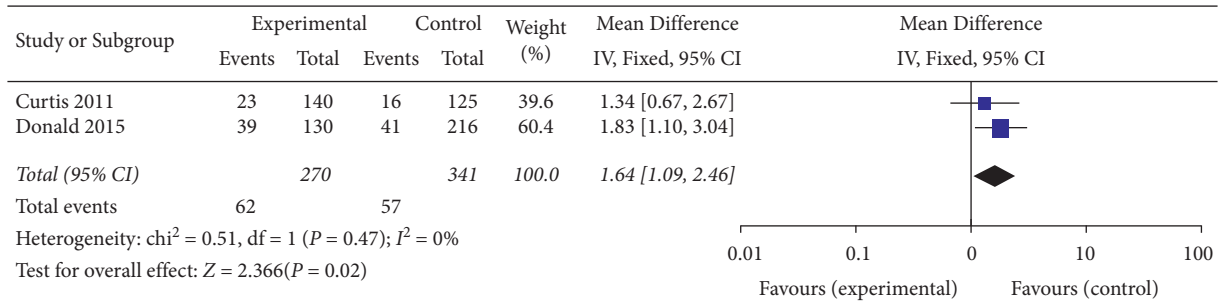 Study or Subgroup Experimental Control Weight (%) Mean Difference Mean Difference
Events Total Events Total IV, Fixed, 95% CI IV, Fixed, 95% CI
Curtis 2011 23 140 16 125 39.6 1.34 [0.67, 2.67]
Donald 2015 39 130 41 216 60.4 1.83 [1.10, 3.04]
Total (95% CI) 270 341 100.0 1.64 [1.09, 2.46]
Total events 62 57
Heterogeneity: chi² = 0.51, df = 1 (P = 0.47); I² = 0%
Test for overall effect: Z = 2.366(P = 0.02)
0.01 0.1 0 10 100
Favours (experimental) Favours (control)